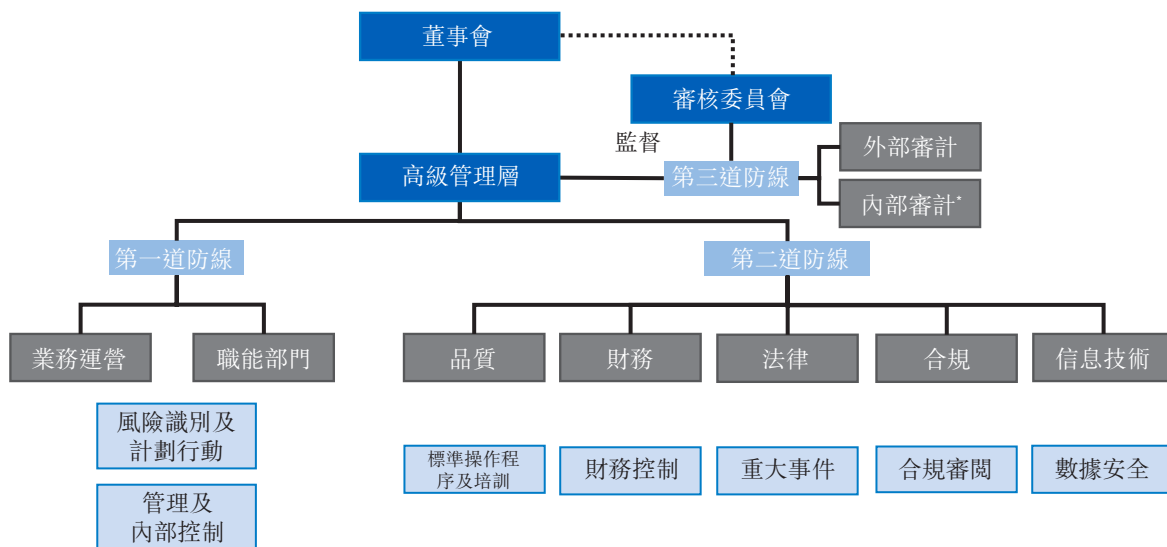 董事會
審核委員會
監督
外部審計
高級管理層
第三道防線
內部審計*
第一道防線
第二道防線
業務運營
職能部門
品質
財務
法律
合規
信息技術
風險識別及
計劃行動
標準操作程
序及培訓
財務控制
重大事件
合規審閱
數據安全
管理及
內部控制